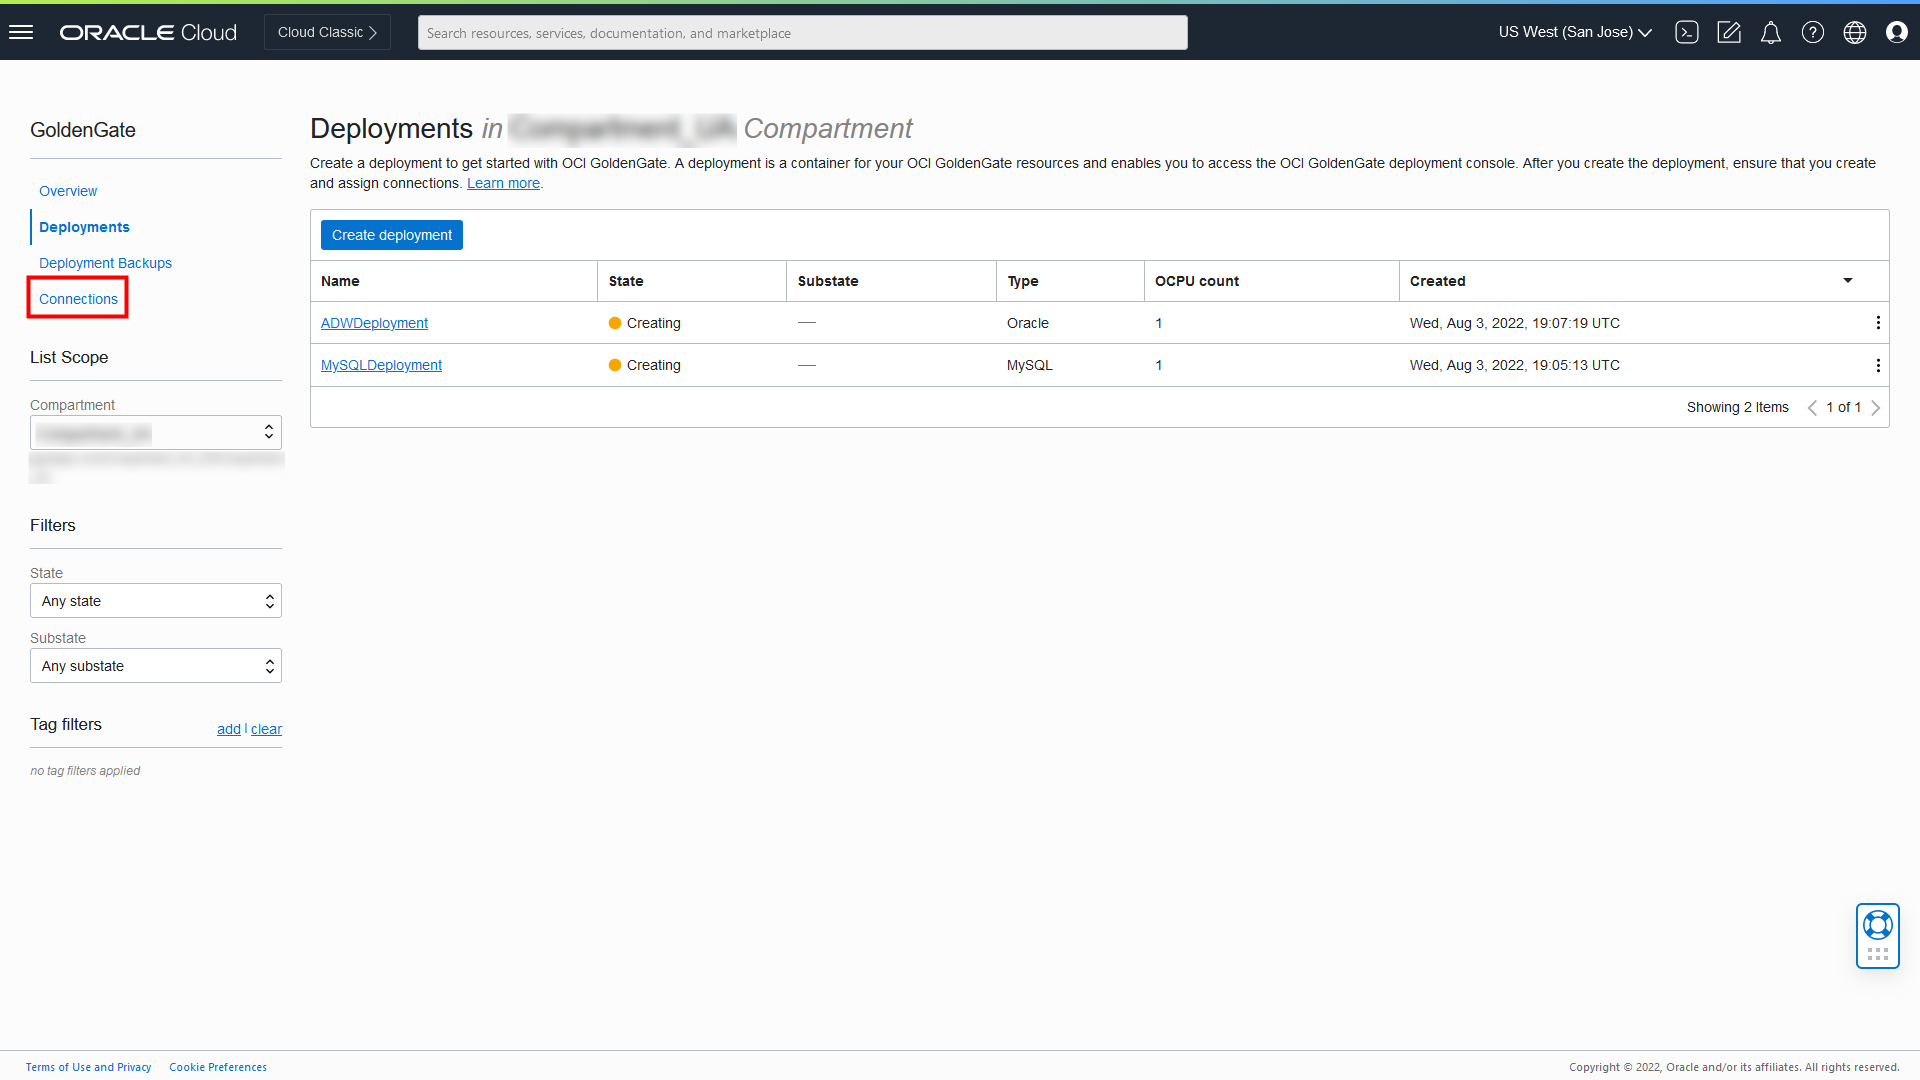 ORACLE Cloud
Cloud Classic
Search resources, services, documentation, and marketplace
US West (San Jose)
GoldenGate
Overview
Deployments
Deployment Backups
Connections
List Scope
Compartment
Filters
State
Any state
Substate
Any substate
Tag filters
add | clear
no tag filters applied
Deployments in Compartment
Create a deployment to get started with OCI GoldenGate. A deployment is a container for your OCI GoldenGate resources and enables you to access the OCI GoldenGate deployment console. After you create the deployment, ensure that you create
and assign connections. Learn more.
Create deployment
Name State Substate Type OCPU count Created
ADWDeployment Creating — Oracle 1 Wed, Aug 3, 2022, 19:07:19 UTC
MySQLDeployment Creating — MySQL 1 Wed, Aug 3, 2022, 19:05:13 UTC
Showing 2 Items 1 of 1
Terms of Use and Privacy Cookie Preferences
Copyright © 2022, Oracle and/or its affiliates. All rights reserved.